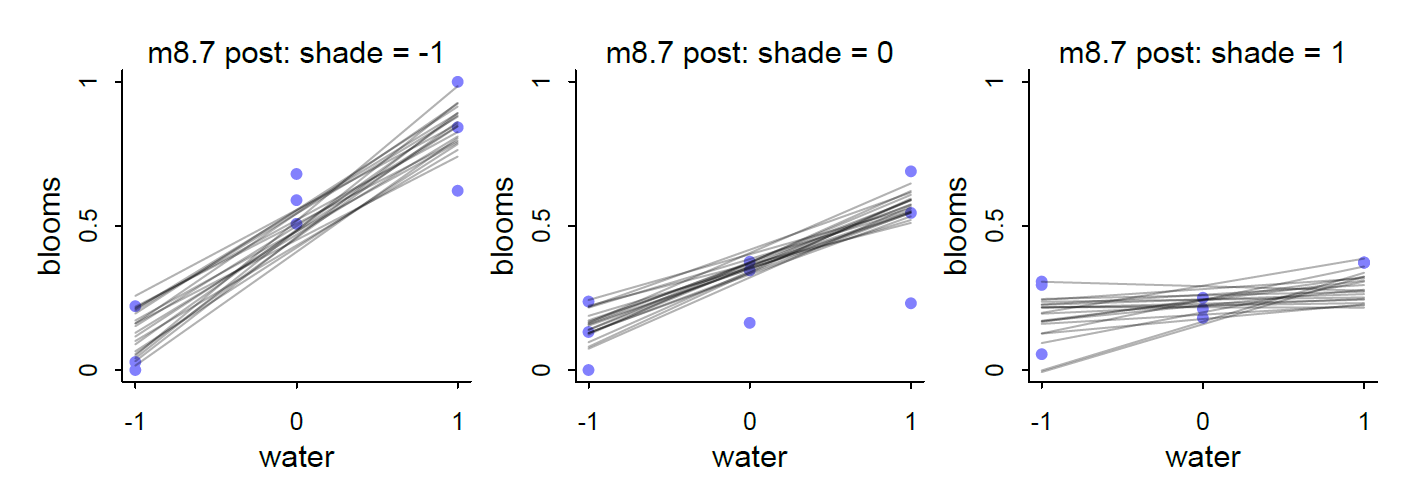 m8.7 post: shade = -1
blooms
1
0.5
0
-1 0 1
water
m8.7 post: shade = 0
blooms
1
0.5
0
-1 0 1
water
m8.7 post: shade = 1
blooms
1
0.5
0
-1 0 1
water